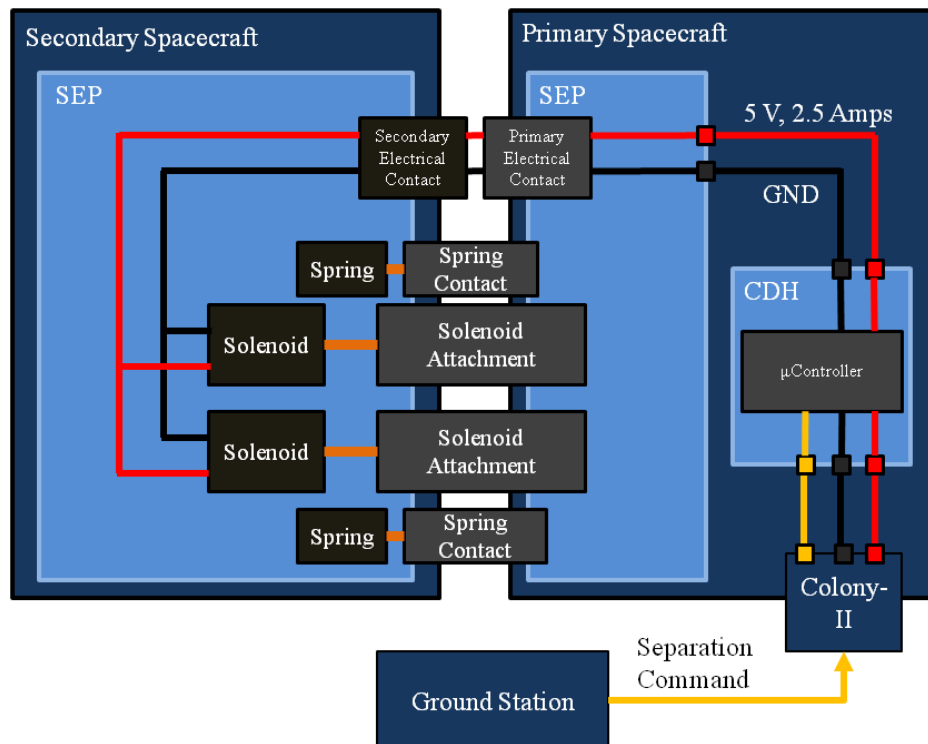 Secondary Spacecraft
Primary Spacecraft
SEP
SEP
5 V, 2.5 Amps
Secondary
Electrical
Contact
Primary
Electrical
Contact
GND
Spring
Spring
Contact
CDH
Solenoid
Solenoid
Attachment
μController
Solenoid
Solenoid
Attachment
Spring
Spring
Contact
Colony-
II
Separation
Command
Ground Station